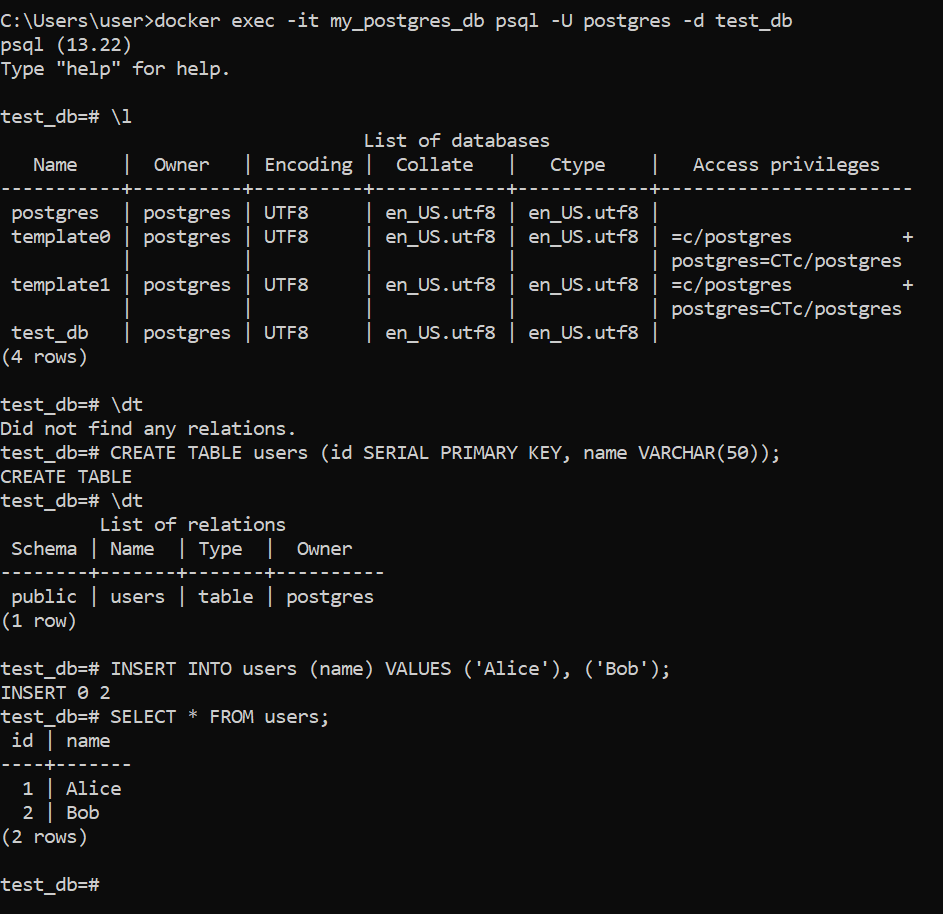 C:\Users\user>docker exec -it my_postgres_db psql -U postgres -d test_db
psql (13.22)
Type "help" for help.

test_db=# \l
                                 List of databases
   Name    |  Owner   | Encoding |  Collate   |   Ctype    |   Access privileges
-----------+----------+----------+------------+------------+-----------------------
 postgres  | postgres | UTF8     | en_US.utf8 | en_US.utf8 |
 template0 | postgres | UTF8     | en_US.utf8 | en_US.utf8 | =c/postgres          +
           |          |          |            |            | postgres=CTc/postgres
 template1 | postgres | UTF8     | en_US.utf8 | en_US.utf8 | =c/postgres          +
           |          |          |            |            | postgres=CTc/postgres
 test_db   | postgres | UTF8     | en_US.utf8 | en_US.utf8 |
(4 rows)

test_db=# \dt
Did not find any relations.
test_db=# CREATE TABLE users (id SERIAL PRIMARY KEY, name VARCHAR(50));
CREATE TABLE
test_db=# \dt
         List of relations
 Schema | Name  | Type  |  Owner
--------+-------+-------+----------
 public | users | table | postgres
(1 row)

test_db=# INSERT INTO users (name) VALUES ('Alice'), ('Bob');
INSERT 0 2
test_db=# SELECT * FROM users;
 id | name
----+-------
  1 | Alice
  2 | Bob
(2 rows)

test_db=#